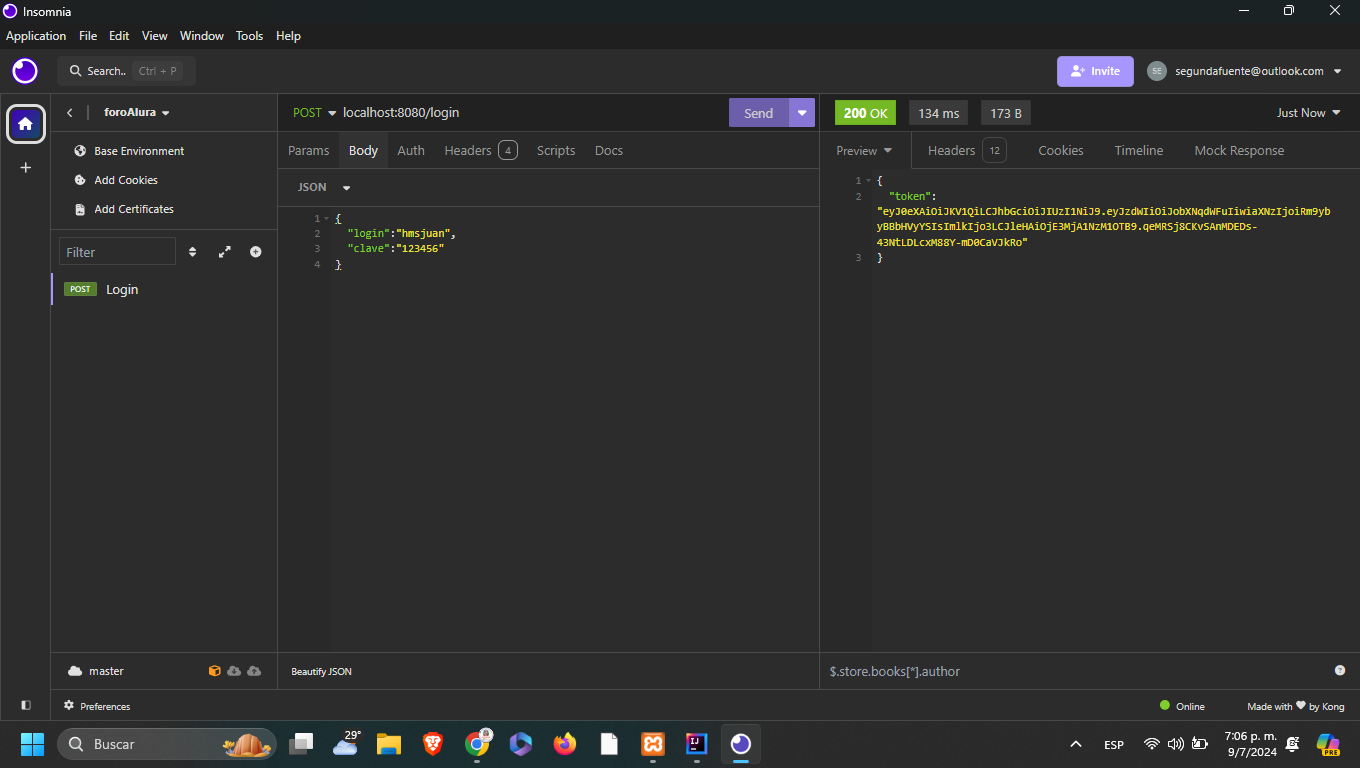 Insomnia
Application File Edit View Window Tools Help
Search.. Ctrl + P
Invite
SE segundafuente@outlook.com
foroAlura
POST localhost:8080/login
Send
200 OK 134 ms 173 B
Just Now
Base Environment
Add Cookies
Add Certificates
Params Body Auth Headers 4 Scripts Docs
Preview Headers 12 Cookies Timeline Mock Response
JSON
1 {
2 "login":"hmsjuan",
3 "clave":"123456"
4 }
1 {
2 "token":
"eyJ0eXAiOiJKV1QiLCJhbGciOiJIUzI1NiJ9.eyJzdWIiOiJobXNqdWFuIiwiaXNzIjoiRm9yb
yBBbHVyYSIsImlkIjo3LCJleHAiOjE3MjA1NzM1OTB9.qeMRSj8CKvSAnMDEDs-
43NtLDLcxM88Y-mD0CaVJkRo"
3 }
Filter
POST Login
master
Beautify JSON
$.store.books[*].author
Preferences
Online
Made with ♥ by Kong
Buscar
29°
ESP
7:06 p. m.
9/7/2024
PRE